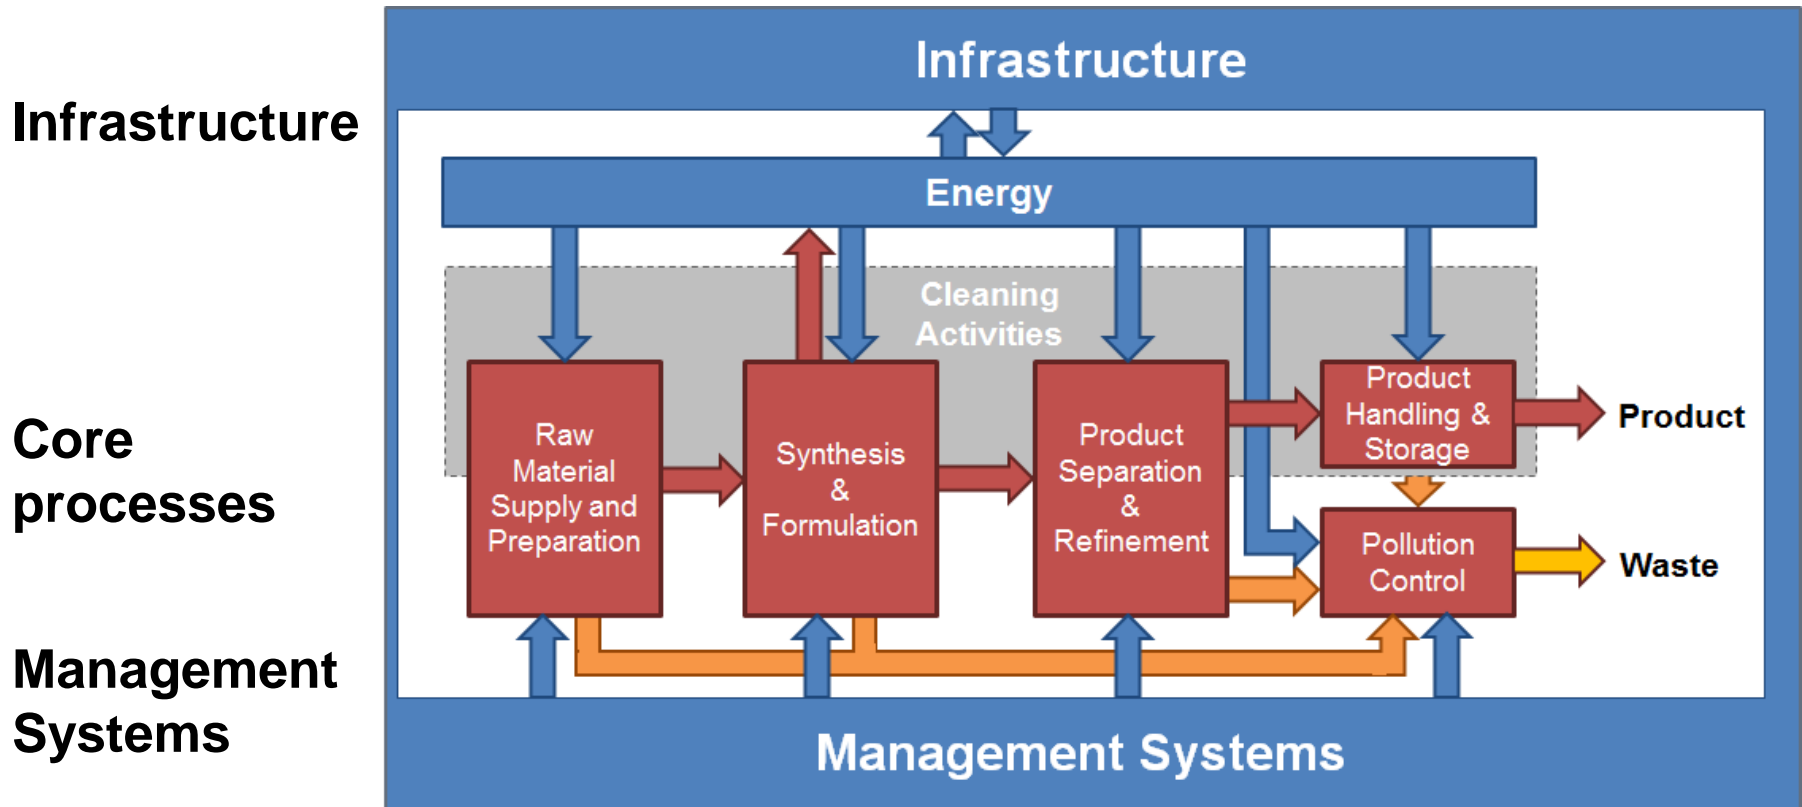 Infrastructure
Core
processes
Management
Systems
Infrastructure
Energy
Cleaning
Activities
Raw
Material
Supply and
Preparation
Synthesis
&
Formulation
Product
Separation
&
Refinement
Product
Handling &
Storage
Pollution
Control
Product
Waste
Management Systems